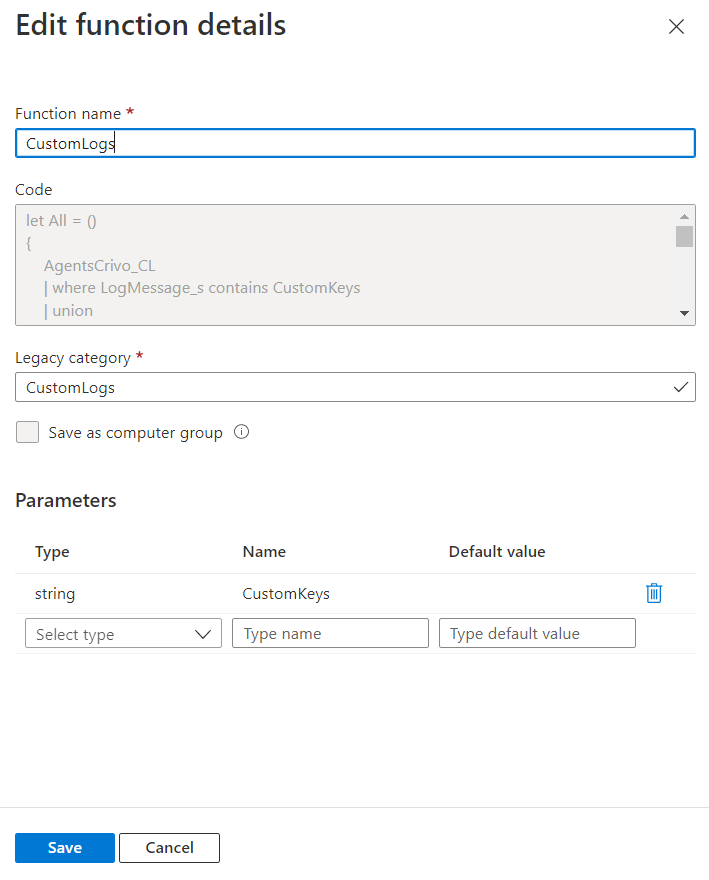 Edit function details
Function name *
CustomLogs
Code
let All = ()
{
AgentsCrivo_CL
| where LogMessage_s contains CustomKeys
| union
Legacy category *
CustomLogs
Save as computer group
Parameters
Type Name Default value
string CustomKeys
Select type Type name Type default value
Save Cancel